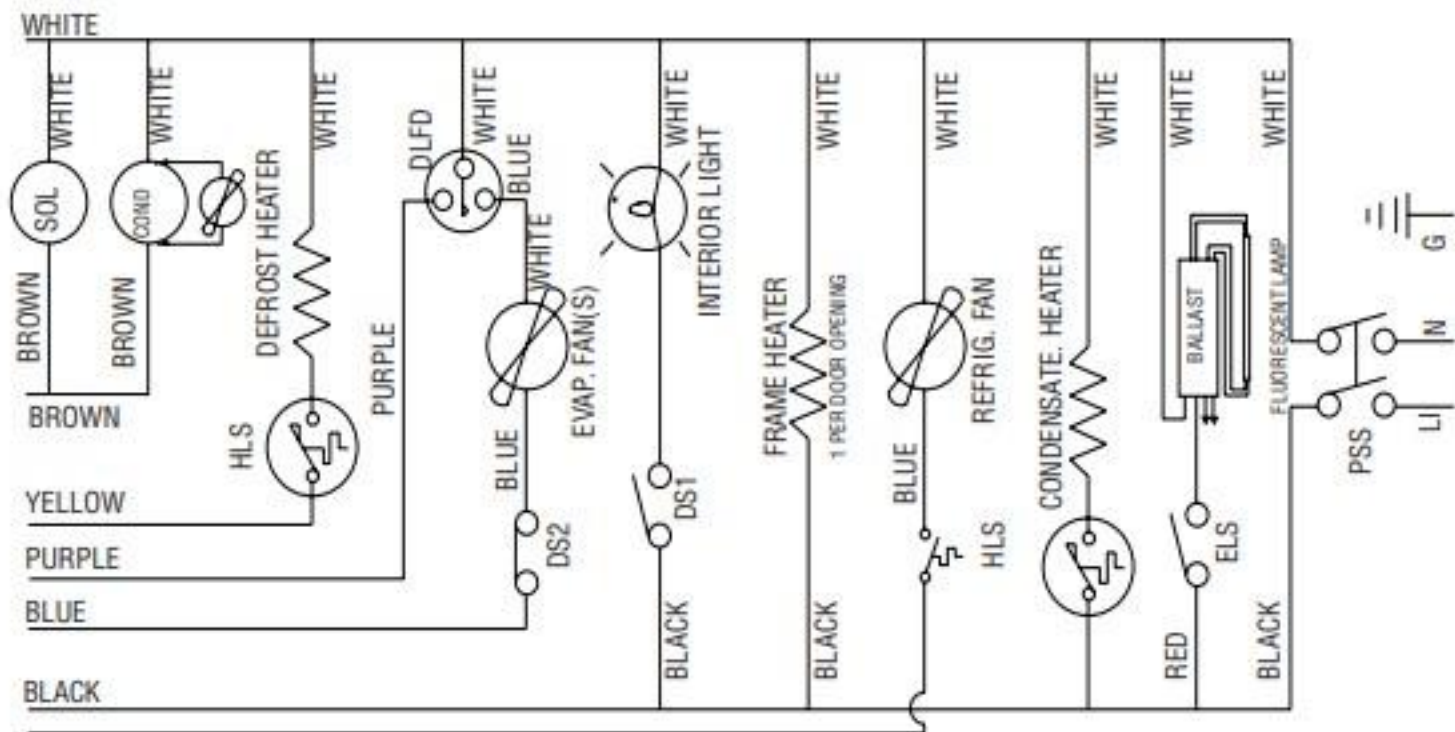 WHITE
WHITE
WHITE
WHITE
WHITE
WHITE
WHITE
WHITE
WHITE
WHITE
WHITE
SOL
COND
DLFD
BLUE
WHITE
BROWN
BROWN
DEFROST HEATER
PURPLE
EVAP. FAN(S)
INTERIOR LIGHT
FRAME HEATER
1 PER DOOR OPENING
REFRIG. FAN
CONDENSATE. HEATER
BALLAST
FLUORESCENT LAMP
G
N
LI
PSS
BROWN
HLS
BLUE
DS2
DS1
BLUE
HLS
ELS
YELLOW
PURPLE
BLUE
BLACK
BLACK
BLACK
RED
BLACK